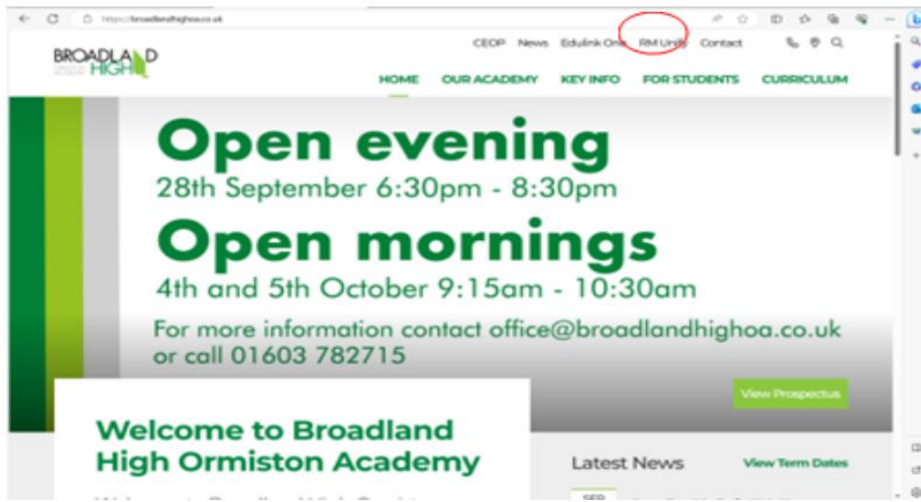 https://broadlandhighoa.co.uk
CEOP News Edulink One RM Unify Contact
BROADLAND
HIGH
HOME OUR ACADEMY KEY INFO FOR STUDENTS CURRICULUM
Open evening
28th September 6:30pm - 8:30pm
Open mornings
4th and 5th October 9:15am - 10:30am
For more information contact office@broadlandhighoa.co.uk
or call 01603 782715
View Prospectus
Welcome to Broadland
High Ormiston Academy
Latest News View Term Dates
SEP